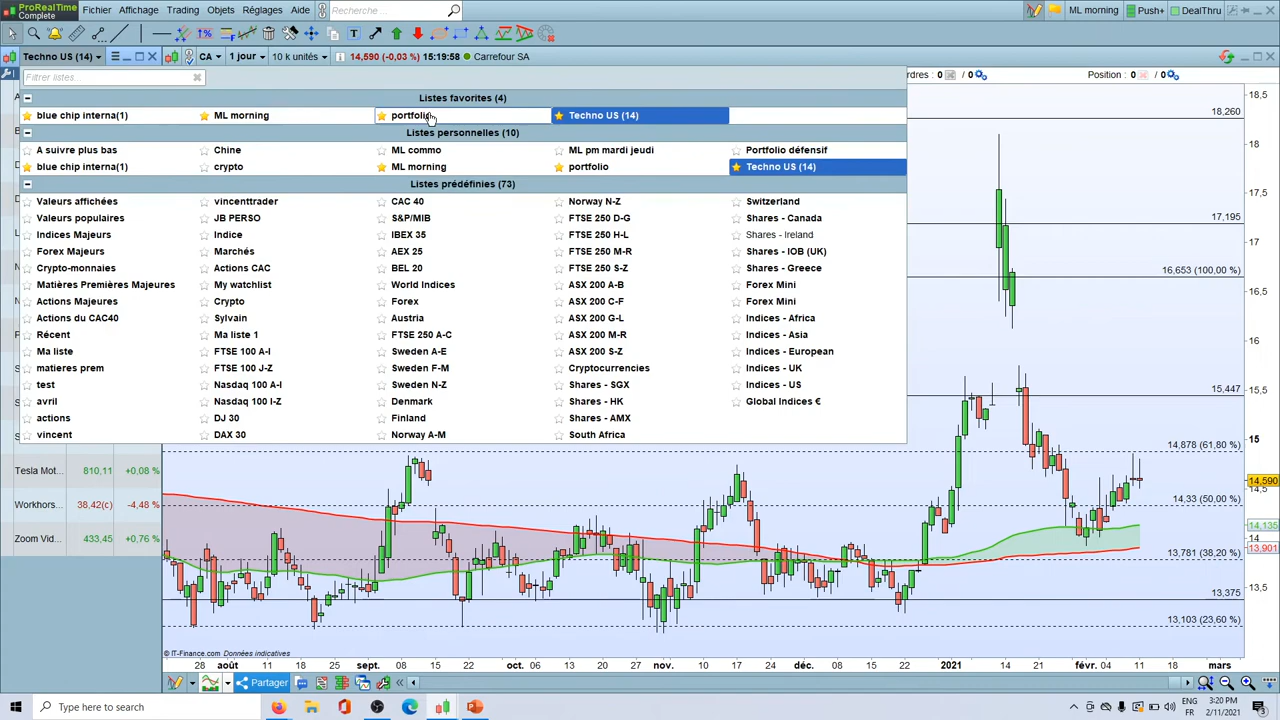 ProRealTime
Complete
Fichier Affichage Trading Objets Réglages Aide
Recherche...
ML morning Push+ DealThru
Techno US (14)
CA 1 jour 10 k unités 14,590 (-0,03 %) 15:19:58 Carrefour SA
Filtrer listes...
rdres : 0 / 0 Position : 0 / 0
Listes favorites (4)
blue chip interna(1) ML morning portfolio Techno US (14)
Listes personnelles (10)
A suivre plus bas Chine ML commo ML pm mardi jeudi Portfolio défensif
blue chip interna(1) crypto ML morning portfolio Techno US (14)
Listes prédéfinies (73)
Valeurs affichées vincenttrader CAC 40 Norway N-Z Switzerland
Valeurs populaires JB PERSO S&P/MIB FTSE 250 D-G Shares - Canada
Indices Majeurs Indice IBEX 35 FTSE 250 H-L Shares - Ireland
Forex Majeurs Marchés AEX 25 FTSE 250 M-R Shares - IOB (UK)
Crypto-monnaies Actions CAC BEL 20 FTSE 250 S-Z Shares - Greece
Matières Premières Majeures My watchlist World Indices ASX 200 A-B Forex Mini
Actions Majeures Crypto Forex ASX 200 C-F Forex Mini
Actions du CAC40 Sylvain Austria ASX 200 G-L Indices - Africa
Récent Ma liste 1 FTSE 250 A-C ASX 200 M-R Indices - Asia
Ma liste FTSE 100 A-I Sweden A-E ASX 200 S-Z Indices - European
matieres prem FTSE 100 J-Z Sweden F-M Cryptocurrencies Indices - UK
test Nasdaq 100 A-I Sweden N-Z Shares - SGX Indices - US
avril Nasdaq 100 I-Z Denmark Shares - HK Global Indices €
actions DJ 30 Finland Shares - AMX
vincent DAX 30 Norway A-M South Africa
Tesla Mot... 810,11 +0,08 %
Workhors... 38,42(c) -4,48 %
Zoom Vid... 433,45 +0,76 %
18,5
18,260
17,5
17,195
17
16,653 (100,00 %)
16
15,5
15,447
15
14,878 (61,80 %)
14,590
14,5
14,33 (50,00 %)
14,135
14
13,901
13,781 (38,20 %)
13,5
13,375
13,103 (23,60 %)
© IT-Finance.com Données indicatives
28 août 11 18 25 sept. 08 15 22 oct. 06 13 20 27 nov. 10 17 24 déc. 08 15 22 2021 14 21 févr. 04 11 18 mars
Partager
Type here to search
ENG
FR
3:20 PM
2/11/2021
3